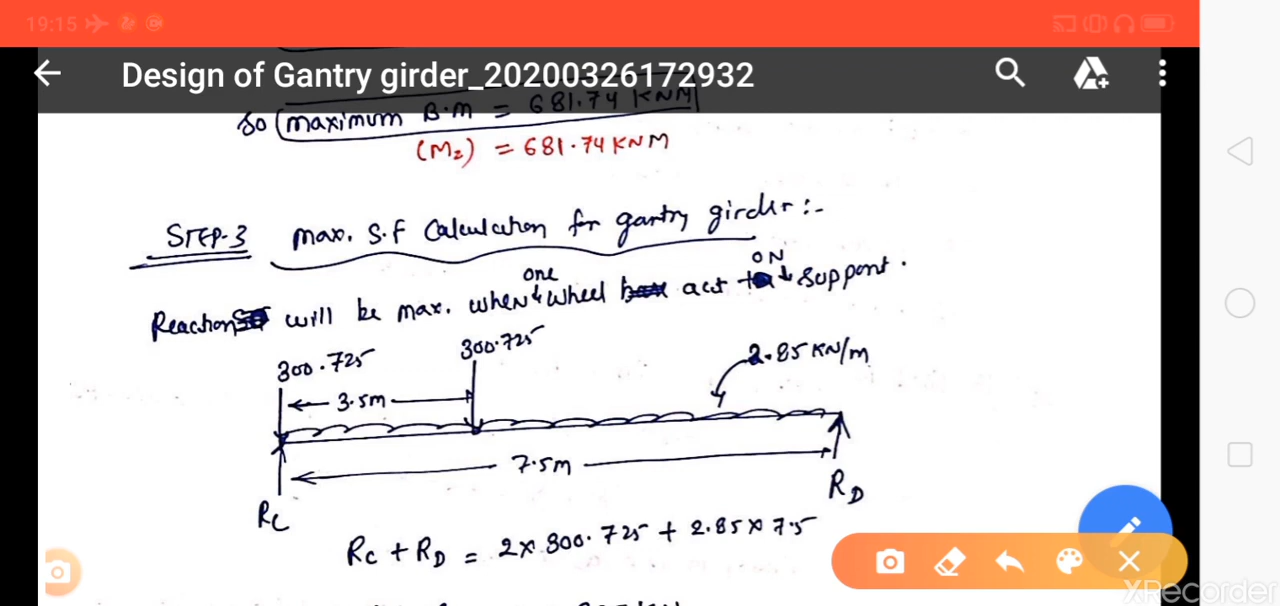 19:15
Design of Gantry girder_20200326172932
so maximum B.M = 681.74 KNM
(Mz) = 681.74 KNM
STEP-3 max. S.F Calculation for gantry girder :-
one ON
Reaction will be max. when wheel act support.
300.725 300.725 2.85 KN/m
3.5m
7.5m
Rc RD
Rc + RD = 2x 300.725 + 2.85 x 7.5
XRecorder